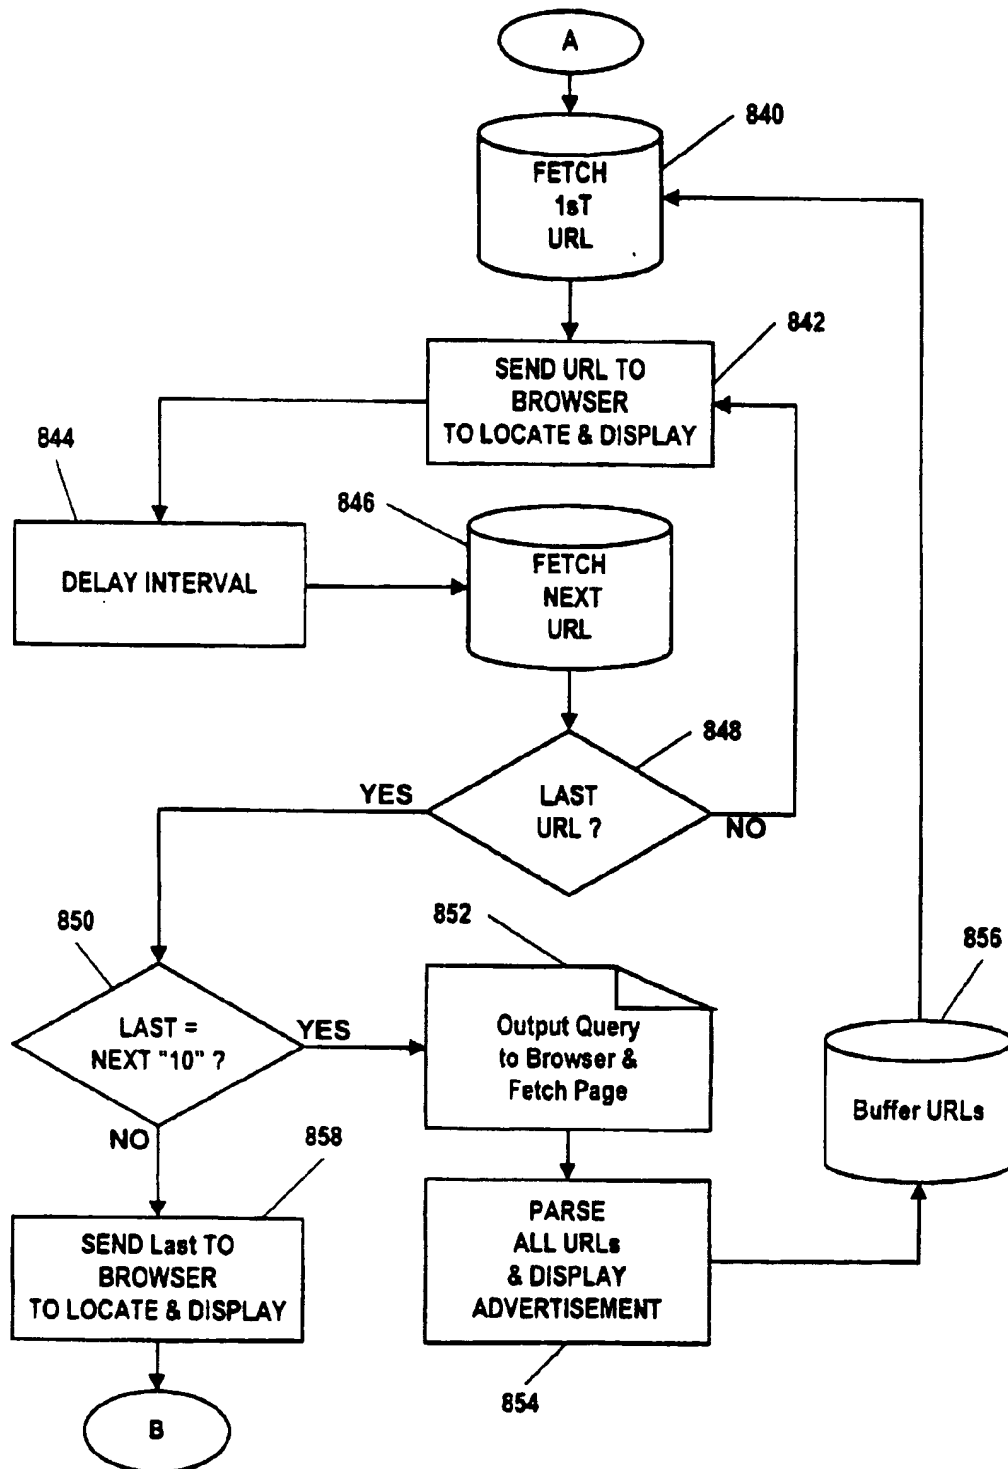 A
840
FETCH
1sT
URL
842
SEND URL TO
BROWSER
TO LOCATE & DISPLAY
844
DELAY INTERVAL
846
FETCH
NEXT
URL
848
LAST
URL ?
YES
NO
850
LAST =
NEXT "10" ?
YES
NO
852
Output Query
to Browser &
Fetch Page
856
Buffer URLs
858
SEND Last TO
BROWSER
TO LOCATE & DISPLAY
PARSE
ALL URLs
& DISPLAY
ADVERTISEMENT
854
B